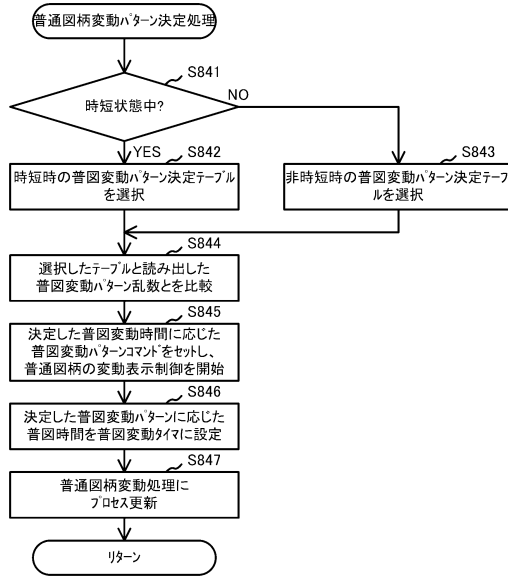 普通図柄変動パターン決定処理
S841
時短状態中?
NO
YES
S842
S843
時短時の普図変動パターン決定テーブル
を選択
非時短時の普図変動パターン決定テーブ
ルを選択
S844
選択したテーブルと読み出した
普図変動パターン乱数とを比較
S845
決定した普図変動時間に応じた
普図変動パターンコマンドをセットし、
普通図柄の変動表示制御を開始
S846
決定した普図変動パターンに応じた
普図時間を普図変動タイマに設定
S847
普通図柄変動処理に
プロセス更新
リターン